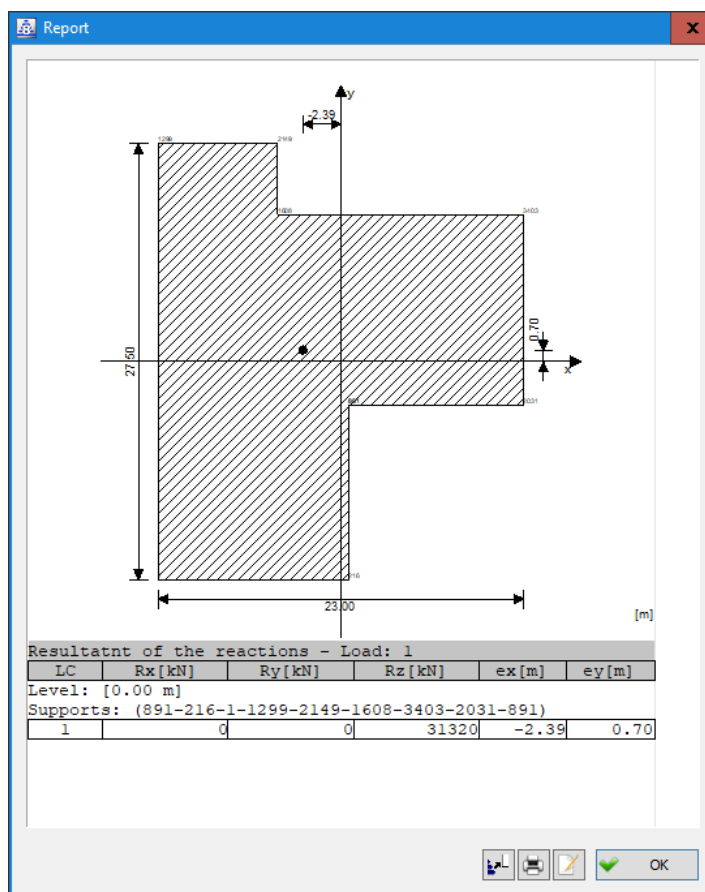 Report
y
-2.39
1299
2149
1608
3403
0.70
27.50
x
891
2031
216
23.00
[m]
Resultatnt of the reactions - Load: 1
LC Rx[kN] Ry[kN] Rz[kN] ex[m] ey[m]
Level: [0.00 m]
Supports: (891-216-1-1299-2149-1608-3403-2031-891)
1 0 0 31320 -2.39 0.70
OK